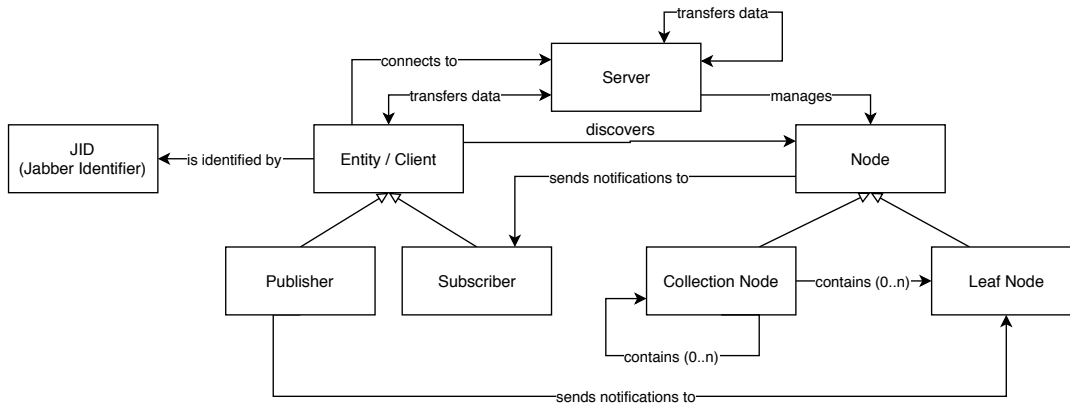 transfers data
connects to
Server
transfers data
manages
discovers
JID
(Jabber Identifier)
is identified by
Entity / Client
Node
sends notifications to
Publisher
Subscriber
Collection Node
contains (0..n)
Leaf Node
contains (0..n)
sends notifications to